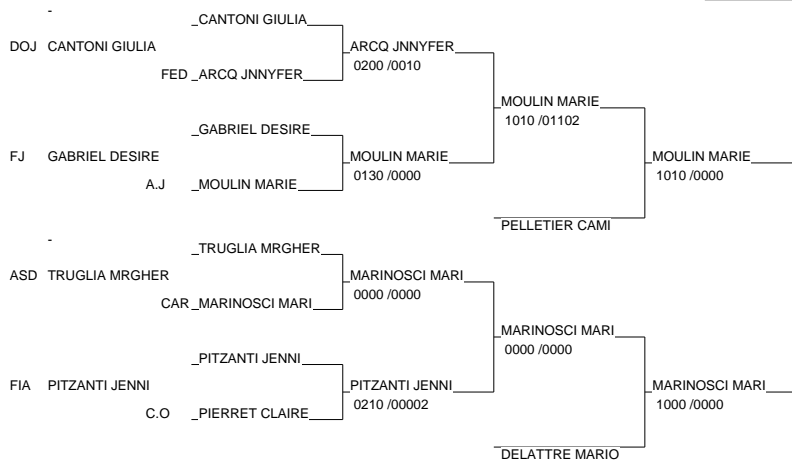 -
_CANTONI GIULIA
DOJ CANTONI GIULIA
ARCQ JNNYFER
0200 /0010
FED _ARCQ JNNYFER
MOULIN MARIE
1010 /01102
_GABRIEL DESIRE
FJ GABRIEL DESIRE
MOULIN MARIE
0130 /0000
MOULIN MARIE
1010 /0000
A.J _MOULIN MARIE
PELLETIER CAMI
-
_TRUGLIA MRGHER
ASD TRUGLIA MRGHER
MARINOSCI MARI
0000 /0000
CAR _MARINOSCI MARI
MARINOSCI MARI
0000 /0000
_PITZANTI JENNI
FIA PITZANTI JENNI
PITZANTI JENNI
0210 /00002
MARINOSCI MARI
1000 /0000
C.O _PIERRET CLAIRE
DELATTRE MARIO